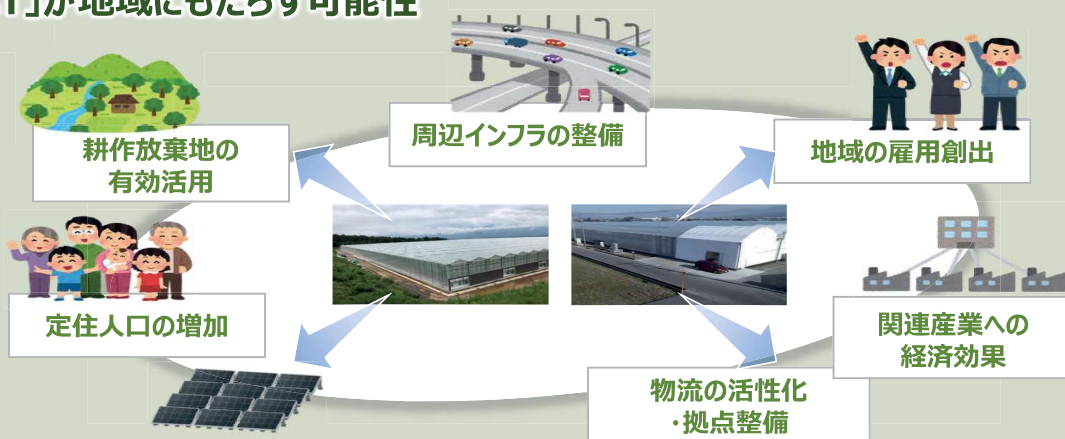 」が地域にもたらす可能性
周辺インフラの整備
耕作放棄地の
有効活用
地域の雇用創出
定住人口の増加
関連産業への
経済効果
物流の活性化
・拠点整備